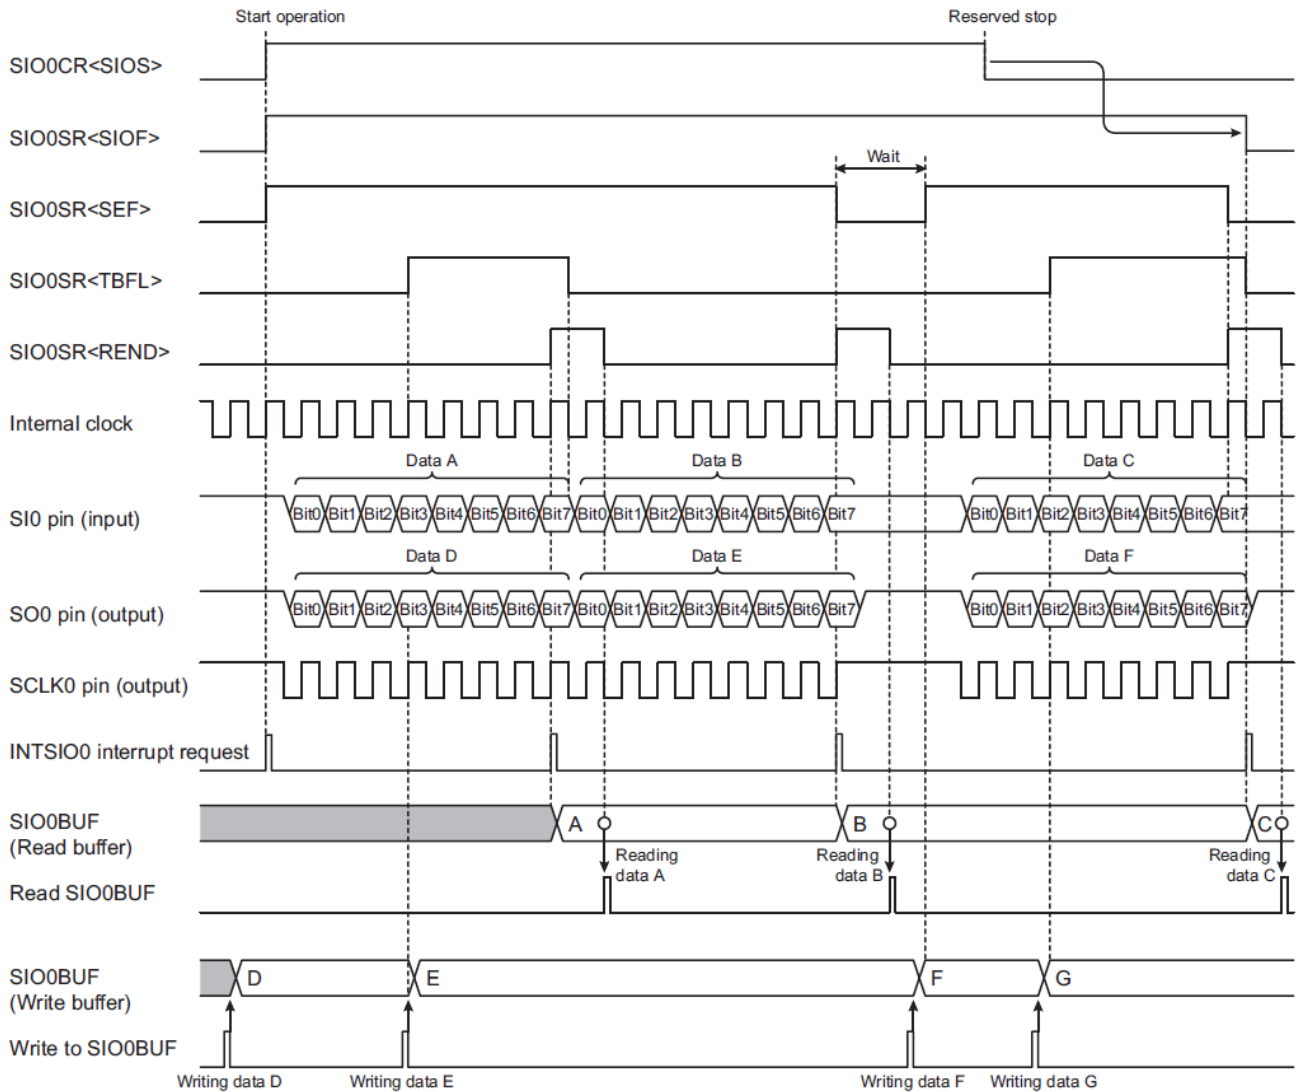 Start operation
Reserved stop
SIO0CR<SIOS>
SIO0SR<SIOF>
Wait
SIO0SR<SEF>
SIO0SR<TBFL>
SIO0SR<REND>
Internal clock
Data A Data B Data C
SI0 pin (input)
Bit0 Bit1 Bit2 Bit3 Bit4 Bit5 Bit6 Bit7 Bit0 Bit1 Bit2 Bit3 Bit4 Bit5 Bit6 Bit7 Bit0 Bit1 Bit2 Bit3 Bit4 Bit5 Bit6 Bit7
Data D Data E Data F
SO0 pin (output)
Bit0 Bit1 Bit2 Bit3 Bit4 Bit5 Bit6 Bit7 Bit0 Bit1 Bit2 Bit3 Bit4 Bit5 Bit6 Bit7 Bit0 Bit1 Bit2 Bit3 Bit4 Bit5 Bit6 Bit7
SCLK0 pin (output)
INTSIO0 interrupt request
SIO0BUF
(Read buffer)
A B C
Reading
data A
Reading
data B
Reading
data C
Read SIO0BUF
SIO0BUF
(Write buffer)
D E F G
Write to SIO0BUF
Writing data D Writing data E Writing data F Writing data G